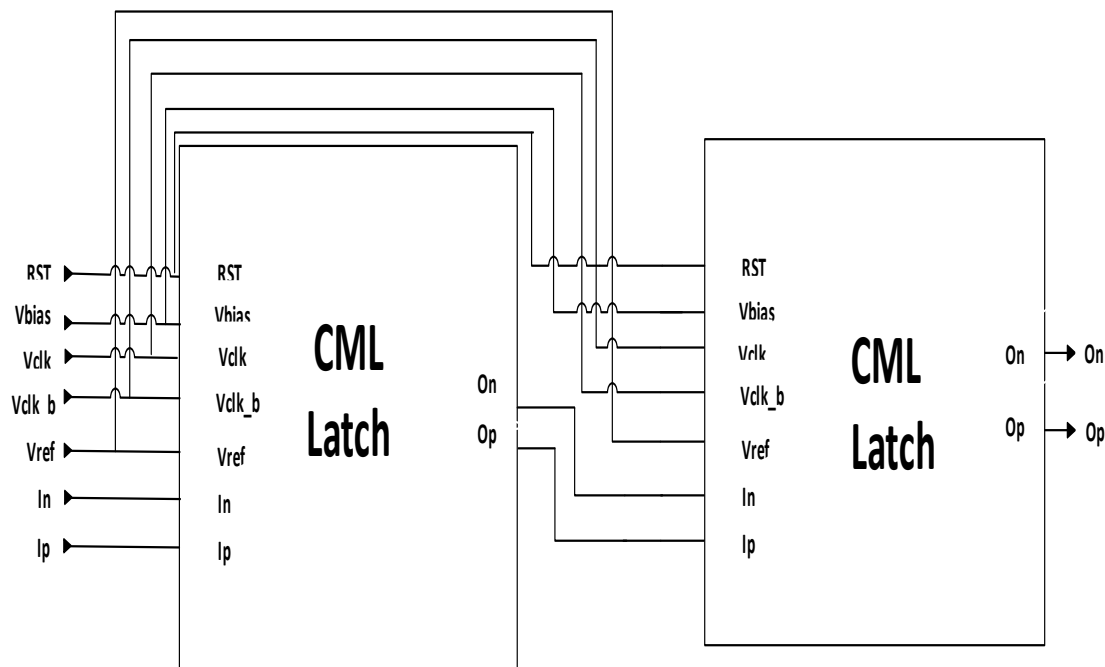 RST
Vbias
Vclk
Vclk_b
Vref
In
Ip
RST
Vbias
Vclk
Vclk_b
Vref
In
Ip
CML
Latch
On
Op
RST
Vbias
Vclk
Vclk_b
Vref
In
Ip
CML
Latch
On
Op
On
Op